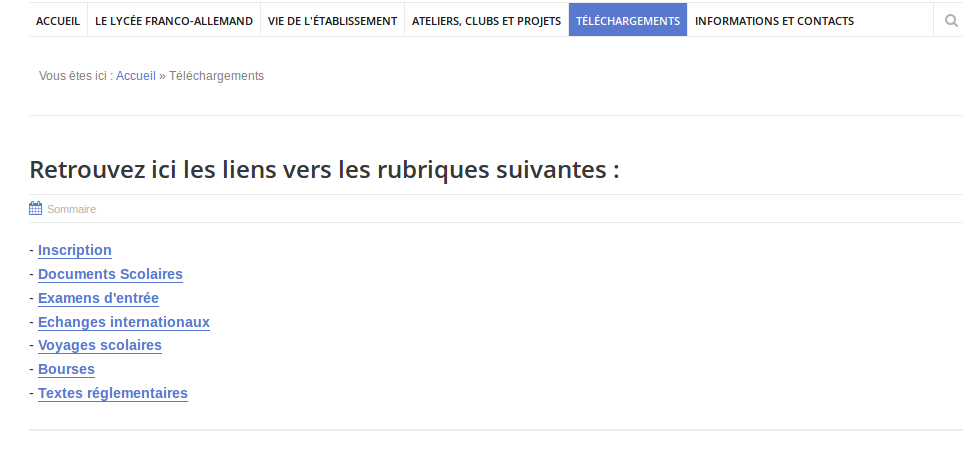 ACCUEIL LE LYCÉE FRANCO-ALLEMAND VIE DE L'ÉTABLISSEMENT ATELIERS, CLUBS ET PROJETS TÉLÉCHARGEMENTS INFORMATIONS ET CONTACTS
Vous êtes ici : Accueil » Téléchargements
Retrouvez ici les liens vers les rubriques suivantes :
Sommaire
- Inscription
- Documents Scolaires
- Examens d'entrée
- Echanges internationaux
- Voyages scolaires
- Bourses
- Textes réglementaires